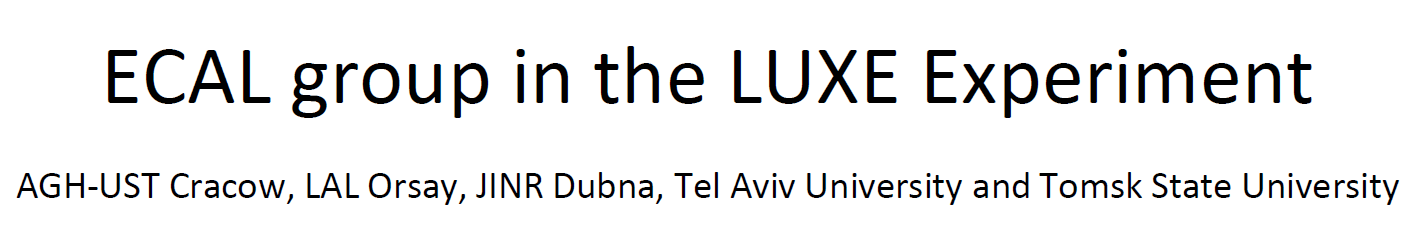 ECAL group in the LUXE Experiment
AGH-UST Cracow, LAL Orsay, JINR Dubna, Tel Aviv University and Tomsk State University